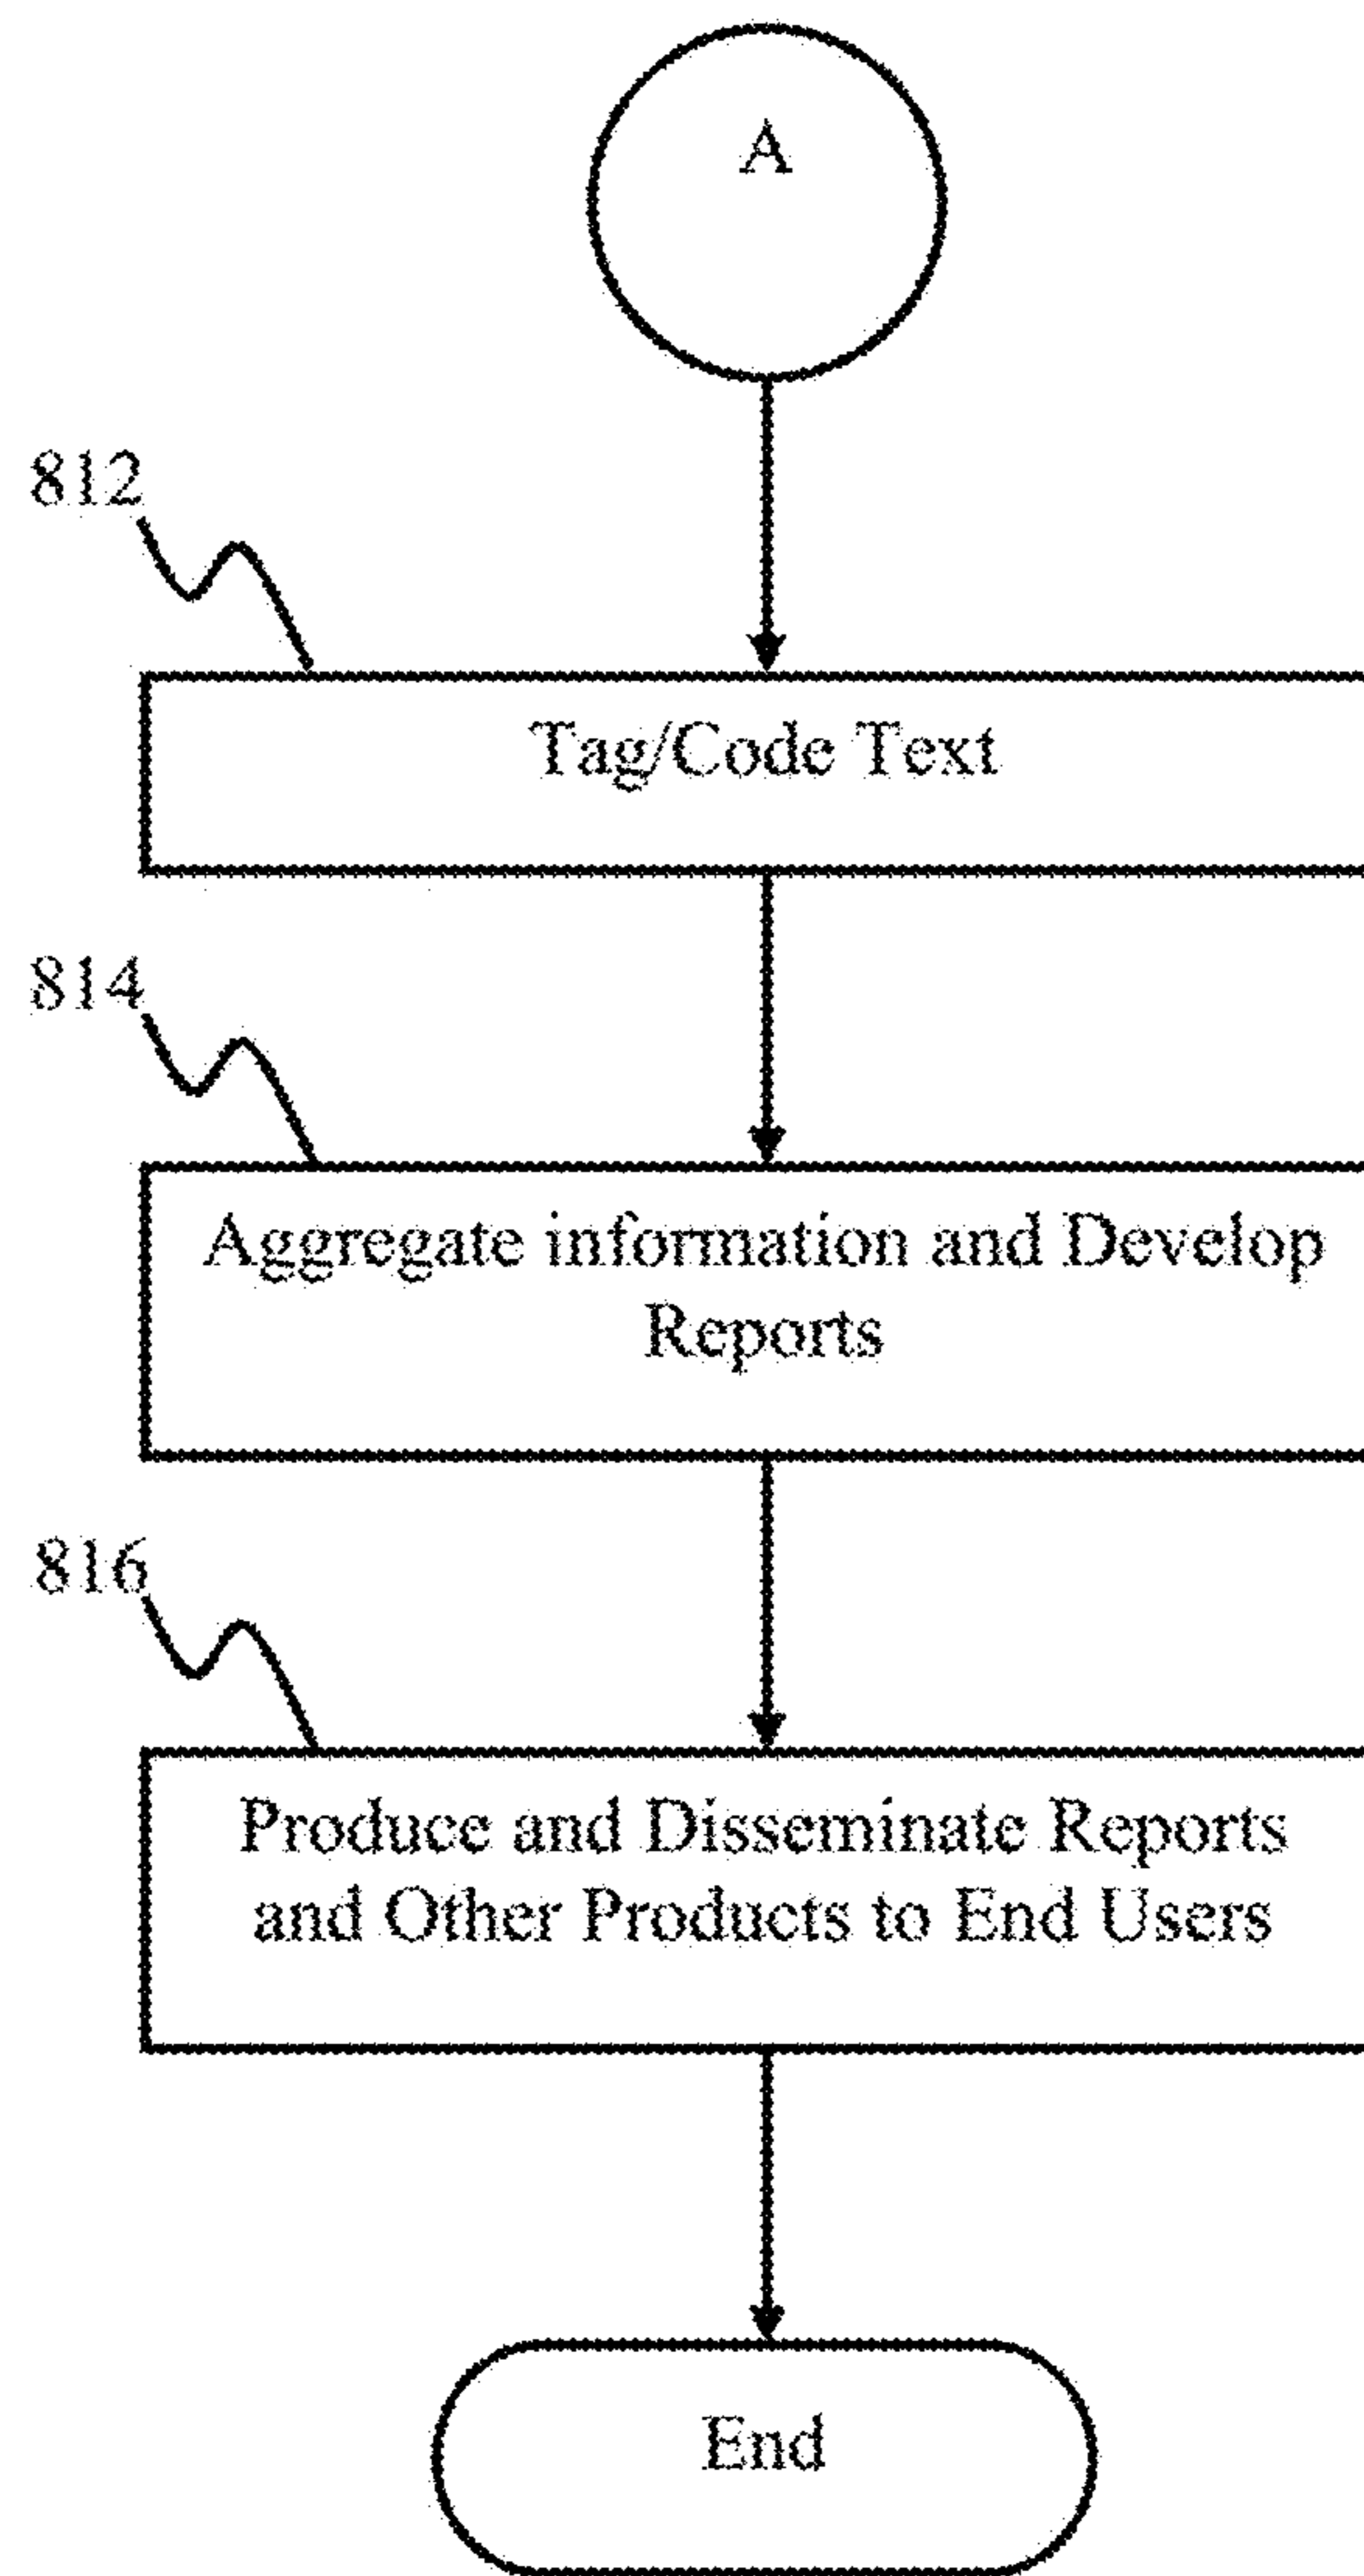 A
812
Tag/Code Text
814
Aggregate information and Develop
Reports
816
Produce and Disseminate Reports
and Other Products to End Users
End